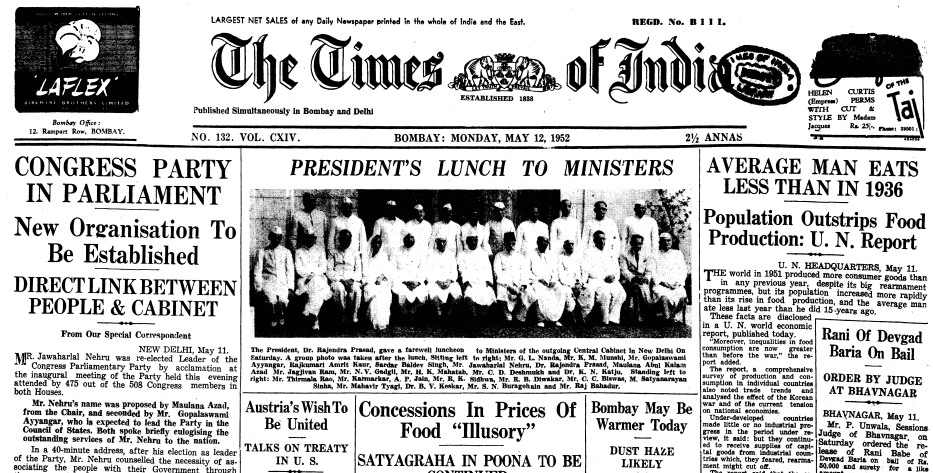 LAFLEX
HIRAMINE BROTHERS LIMITED
Bombay Office :
12. Rampart Row, BOMBAY.
LARGEST NET SALES of any Daily Newspaper printed in the whole of India and the East.
REGD. No. B 111.
The Times of India
ESTABLISHED 1838
Published Simultaneously in Bombay and Delhi
HELEN CURTIS
(Empress) PERMS
WITH CUT &
STYLE BY Madam
Jacques Rs. 25/-
OF THE
Taj
NO. 132. VOL. CXIV.
BOMBAY: MONDAY, MAY 12, 1952
2½ ANNAS
CONGRESS PARTY
IN PARLIAMENT
New Organisation To
Be Established
DIRECT LINK BETWEEN
PEOPLE & CABINET
From Our Special Correspondent
NEW DELHI, May 11.
MR. Jawaharlal Nehru was re-elected Leader of the
Congress Parliamentary Party by acclamation at
the inaugural meeting of the Party held this evening
attended by 475 out of the 508 Congress members in
both Houses.
Mr. Nehru's name was proposed by Maulana Azad,
from the Chair, and seconded by Mr. Gopalaswami
Ayyangar, who is expected to lead the Party in the
Council of States. Both spoke briefly eulogising the
outstanding services of Mr. Nehru to the nation.
In a 40-minute address, after his election as leader
of the Party, Mr. Nehru counselled the necessity of as-
sociating the people with their Government through
PRESIDENT'S LUNCH TO MINISTERS
The President, Dr. Rajendra Prasad, gave a farewell luncheon to Ministers of the outgoing Central Cabinet in New Delhi On
Saturday. A group photo was taken after the lunch, Sitting left to right: Mr. G. L. Nanda, Mr. K. M. Munshi, Mr. Gopalaswami
Ayyangar, Rajkumari Amrit Kaur, Sardar Baldev Singh, Mr. Jawaharlal Nehru, Dr. Rajendra Prasad, Maulana Abul Kalam
Azad Mr. Jagjivan Ram, Mr. N. V. Gadgil, Mr. H. K. Mahatab, Mr. C. D. Deshmukh and Dr. K. N. Katju. Standing left to
right: Mr. Thirumala Rao, Mr. Karmarkar, A. P. Jain, Mr. R. K. Sidhwa, Mr. R. R. Diwakar, Mr. C. C. Biswas, M. Satyanarayan
Sinha, Mr. Mahavir Tyagi, Dr. B. V. Keskar, Mr. S. N. Buragohain and Mr. Raj Bahadur.
Austria's Wish To
Be United
TALKS ON TREATY
IN U. S.
Concessions In Prices Of
Food "Illusory"
SATYAGRAHA IN POONA TO BE
CONTINUED
Bombay May Be
Warmer Today
DUST HAZE
LIKELY
AVERAGE MAN EATS
LESS THAN IN 1936
Population Outstrips Food
Production: U. N. Report
U. N. HEADQUARTERS, May 11.
THE world in 1951 produced more consumer goods than
in any previous year, despite its big rearmament
programmes, but its population increased more rapidly
than its rise in food production, and the average man
ate less last year than he did 15 years ago.
These facts are disclosed
in a U. N. world economic
report, published today.
"Moreover, inequalities in food
consumption are now greater
than before the war," the re-
port added.
The report, a comprehensive
survey of production and con-
sumption in individual countries
also noted trade trends and
analysed the effect of the Korean
war and of the current tension
on national economies.
Under-developed countries
made little or no industrial pro-
gress in the period under re-
view, it said: but they continu-
ed to receive supplies of capi-
tal goods from industrial coun-
tries which, they feared, rearma-
ment might cut off.
Rani Of Devgad
Baria On Bail
ORDER BY JUDGE
AT BHAVNAGAR
BHAVNAGAR, May 11.
Mr. P. Unwala, Sessions
Judge of Bhavnagar, on
Saturday ordered the re-
lease of Rani Babe of
Devgad Baria on bail of Rs.
50,000 and surety for a like